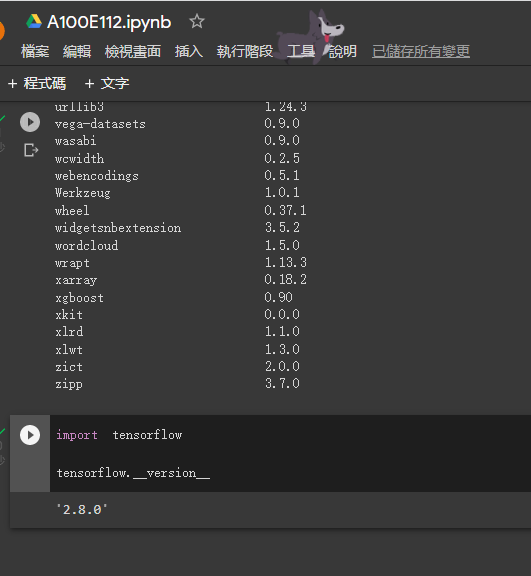 A100E112.ipynb
檔案 編輯 檢視畫面 插入 執行階段 工具 說明 已儲存所有變更
+ 程式碼 + 文字
urllib3 1.24.3
vega-datasets 0.9.0
wasabi 0.9.0
wcwidth 0.2.5
webencodings 0.5.1
Werkzeug 1.0.1
wheel 0.37.1
widgetsnbextension 3.5.2
wordcloud 1.5.0
wrapt 1.13.3
xarray 0.18.2
xgboost 0.90
xkit 0.0.0
xlrd 1.1.0
xlwt 1.3.0
zict 2.0.0
zipp 3.7.0
import tensorflow
tensorflow.__version__
'2.8.0'